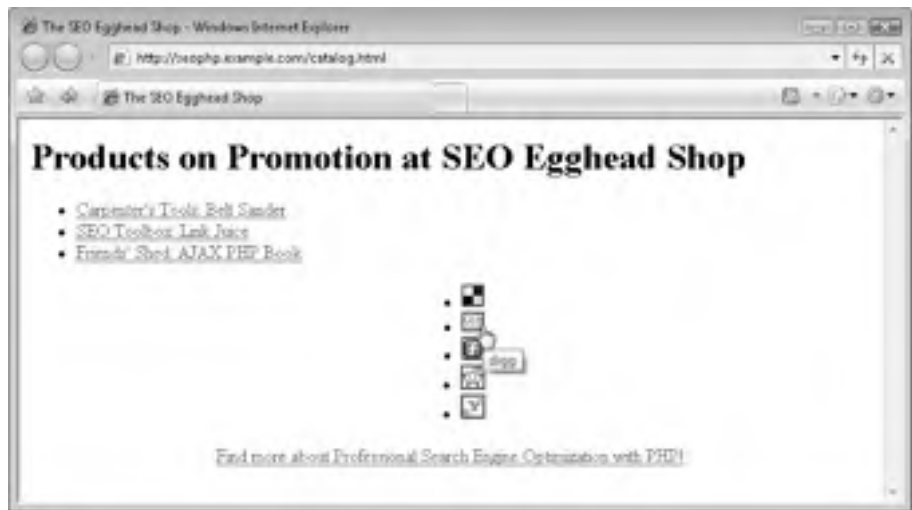 The SEO Egghead Shop - Windows Internet Explorer
http://seophp.example.com/catalog.html
The SEO Egghead Shop
Products on Promotion at SEO Egghead Shop
Carpenter's Tools: Belt Sander
SEO Toolbox: Link Juice
Friends' Shed: AJAX PHP Book
digg
Find more about Professional Search Engine Optimization with PHP!